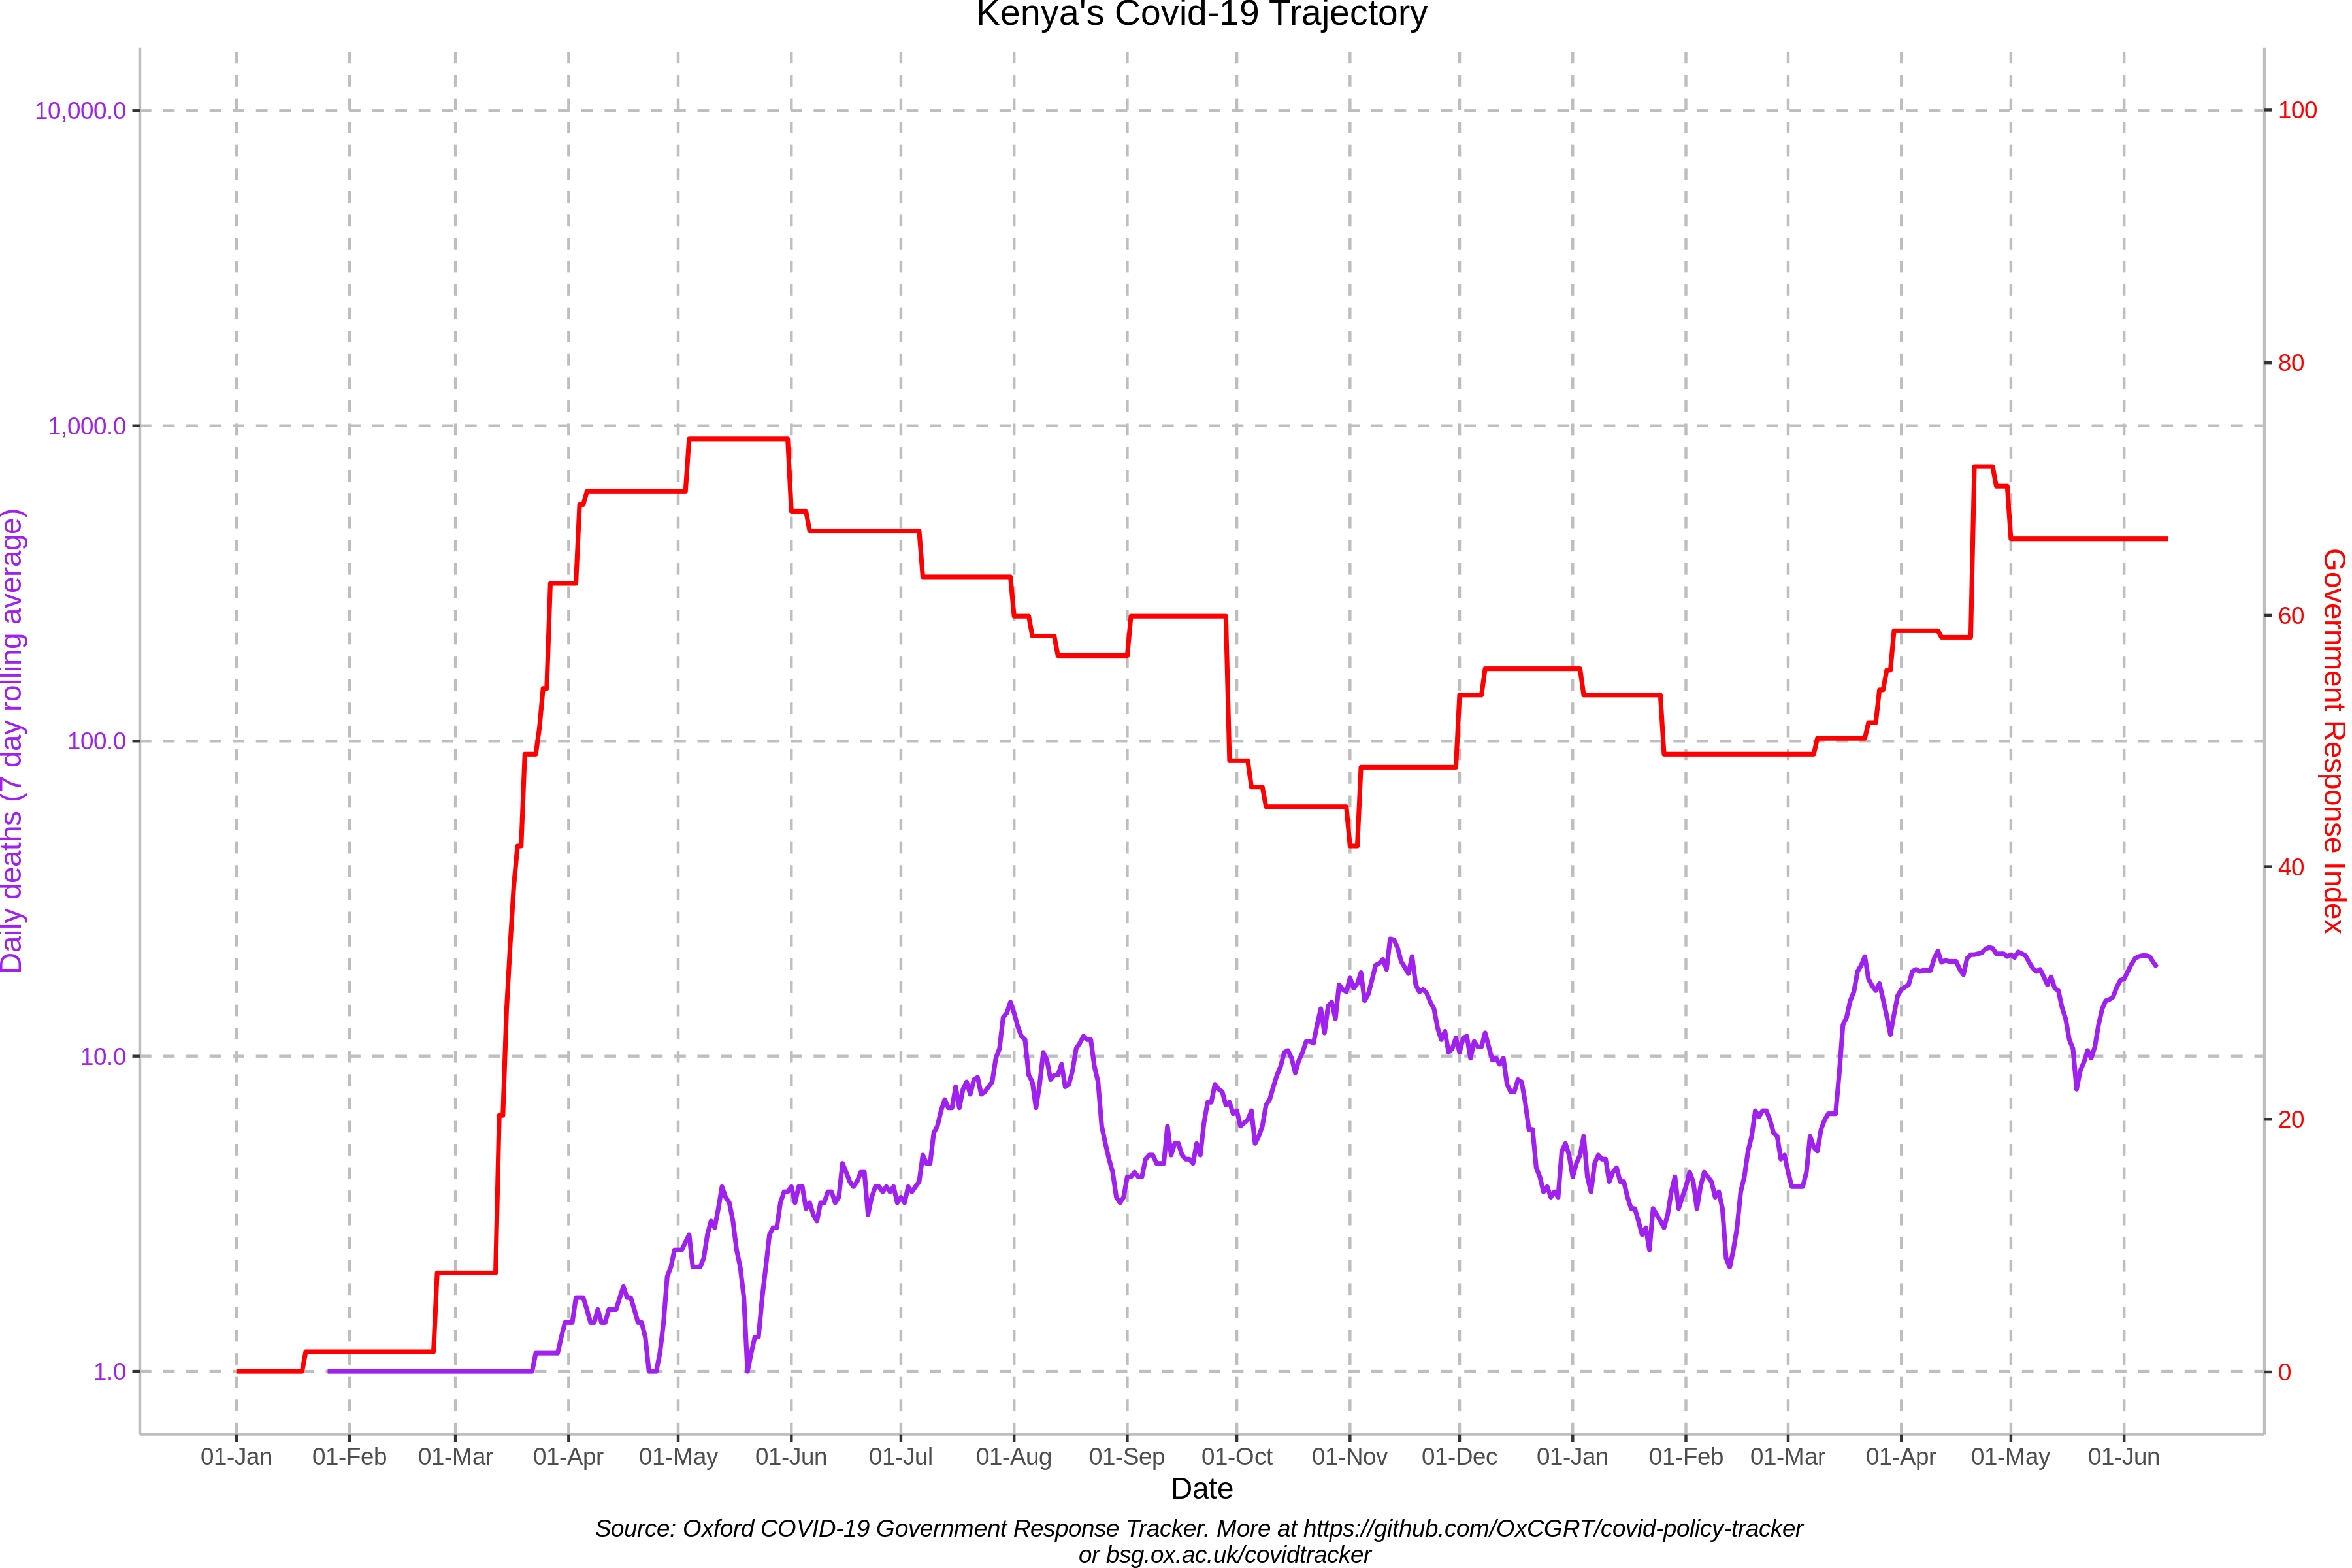 Kenya's Covid-19 Trajectory
10,000.0
1,000.0
100.0
10.0
1.0
Daily deaths (7 day rolling average)
100
80
60
40
20
0
Government Response Index
01-Jan 01-Feb 01-Mar 01-Apr 01-May 01-Jun 01-Jul 01-Aug 01-Sep 01-Oct 01-Nov 01-Dec 01-Jan 01-Feb 01-Mar 01-Apr 01-May 01-Jun
Date
Source: Oxford COVID-19 Government Response Tracker. More at https://github.com/OxCGRT/covid-policy-tracker
or bsg.ox.ac.uk/covidtracker